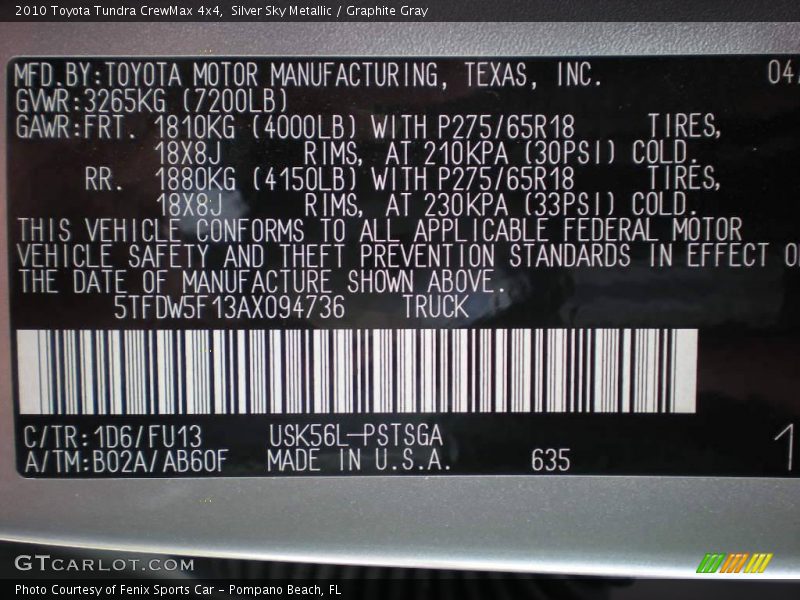 2010 Toyota Tundra CrewMax 4x4,  Silver Sky Metallic / Graphite Gray
MFD.BY:TOYOTA MOTOR MANUFACTURING, TEXAS, INC. 04/
GVWR:3265KG (7200LB)
GAWR:FRT. 1810KG (4000LB) WITH P275/65R18 TIRES,
18X8J RIMS, AT 210KPA (30PSI) COLD.
RR. 1880KG (4150LB) WITH P275/65R18 TIRES,
18X8J RIMS, AT 230KPA (33PSI) COLD.
THIS VEHICLE CONFORMS TO ALL APPLICABLE FEDERAL MOTOR
VEHICLE SAFETY AND THEFT PREVENTION STANDARDS IN EFFECT
THE DATE OF MANUFACTURE SHOWN ABOVE.
5TFDW5F13AX094736 TRUCK
C/TR:1D6/FU13 USK56L-PSTSGA 1
A/TM:B02A/AB60F MADE IN U.S.A. 635
GTCARLOT.COM
Photo Courtesy of Fenix Sports Car – Pompano Beach, FL